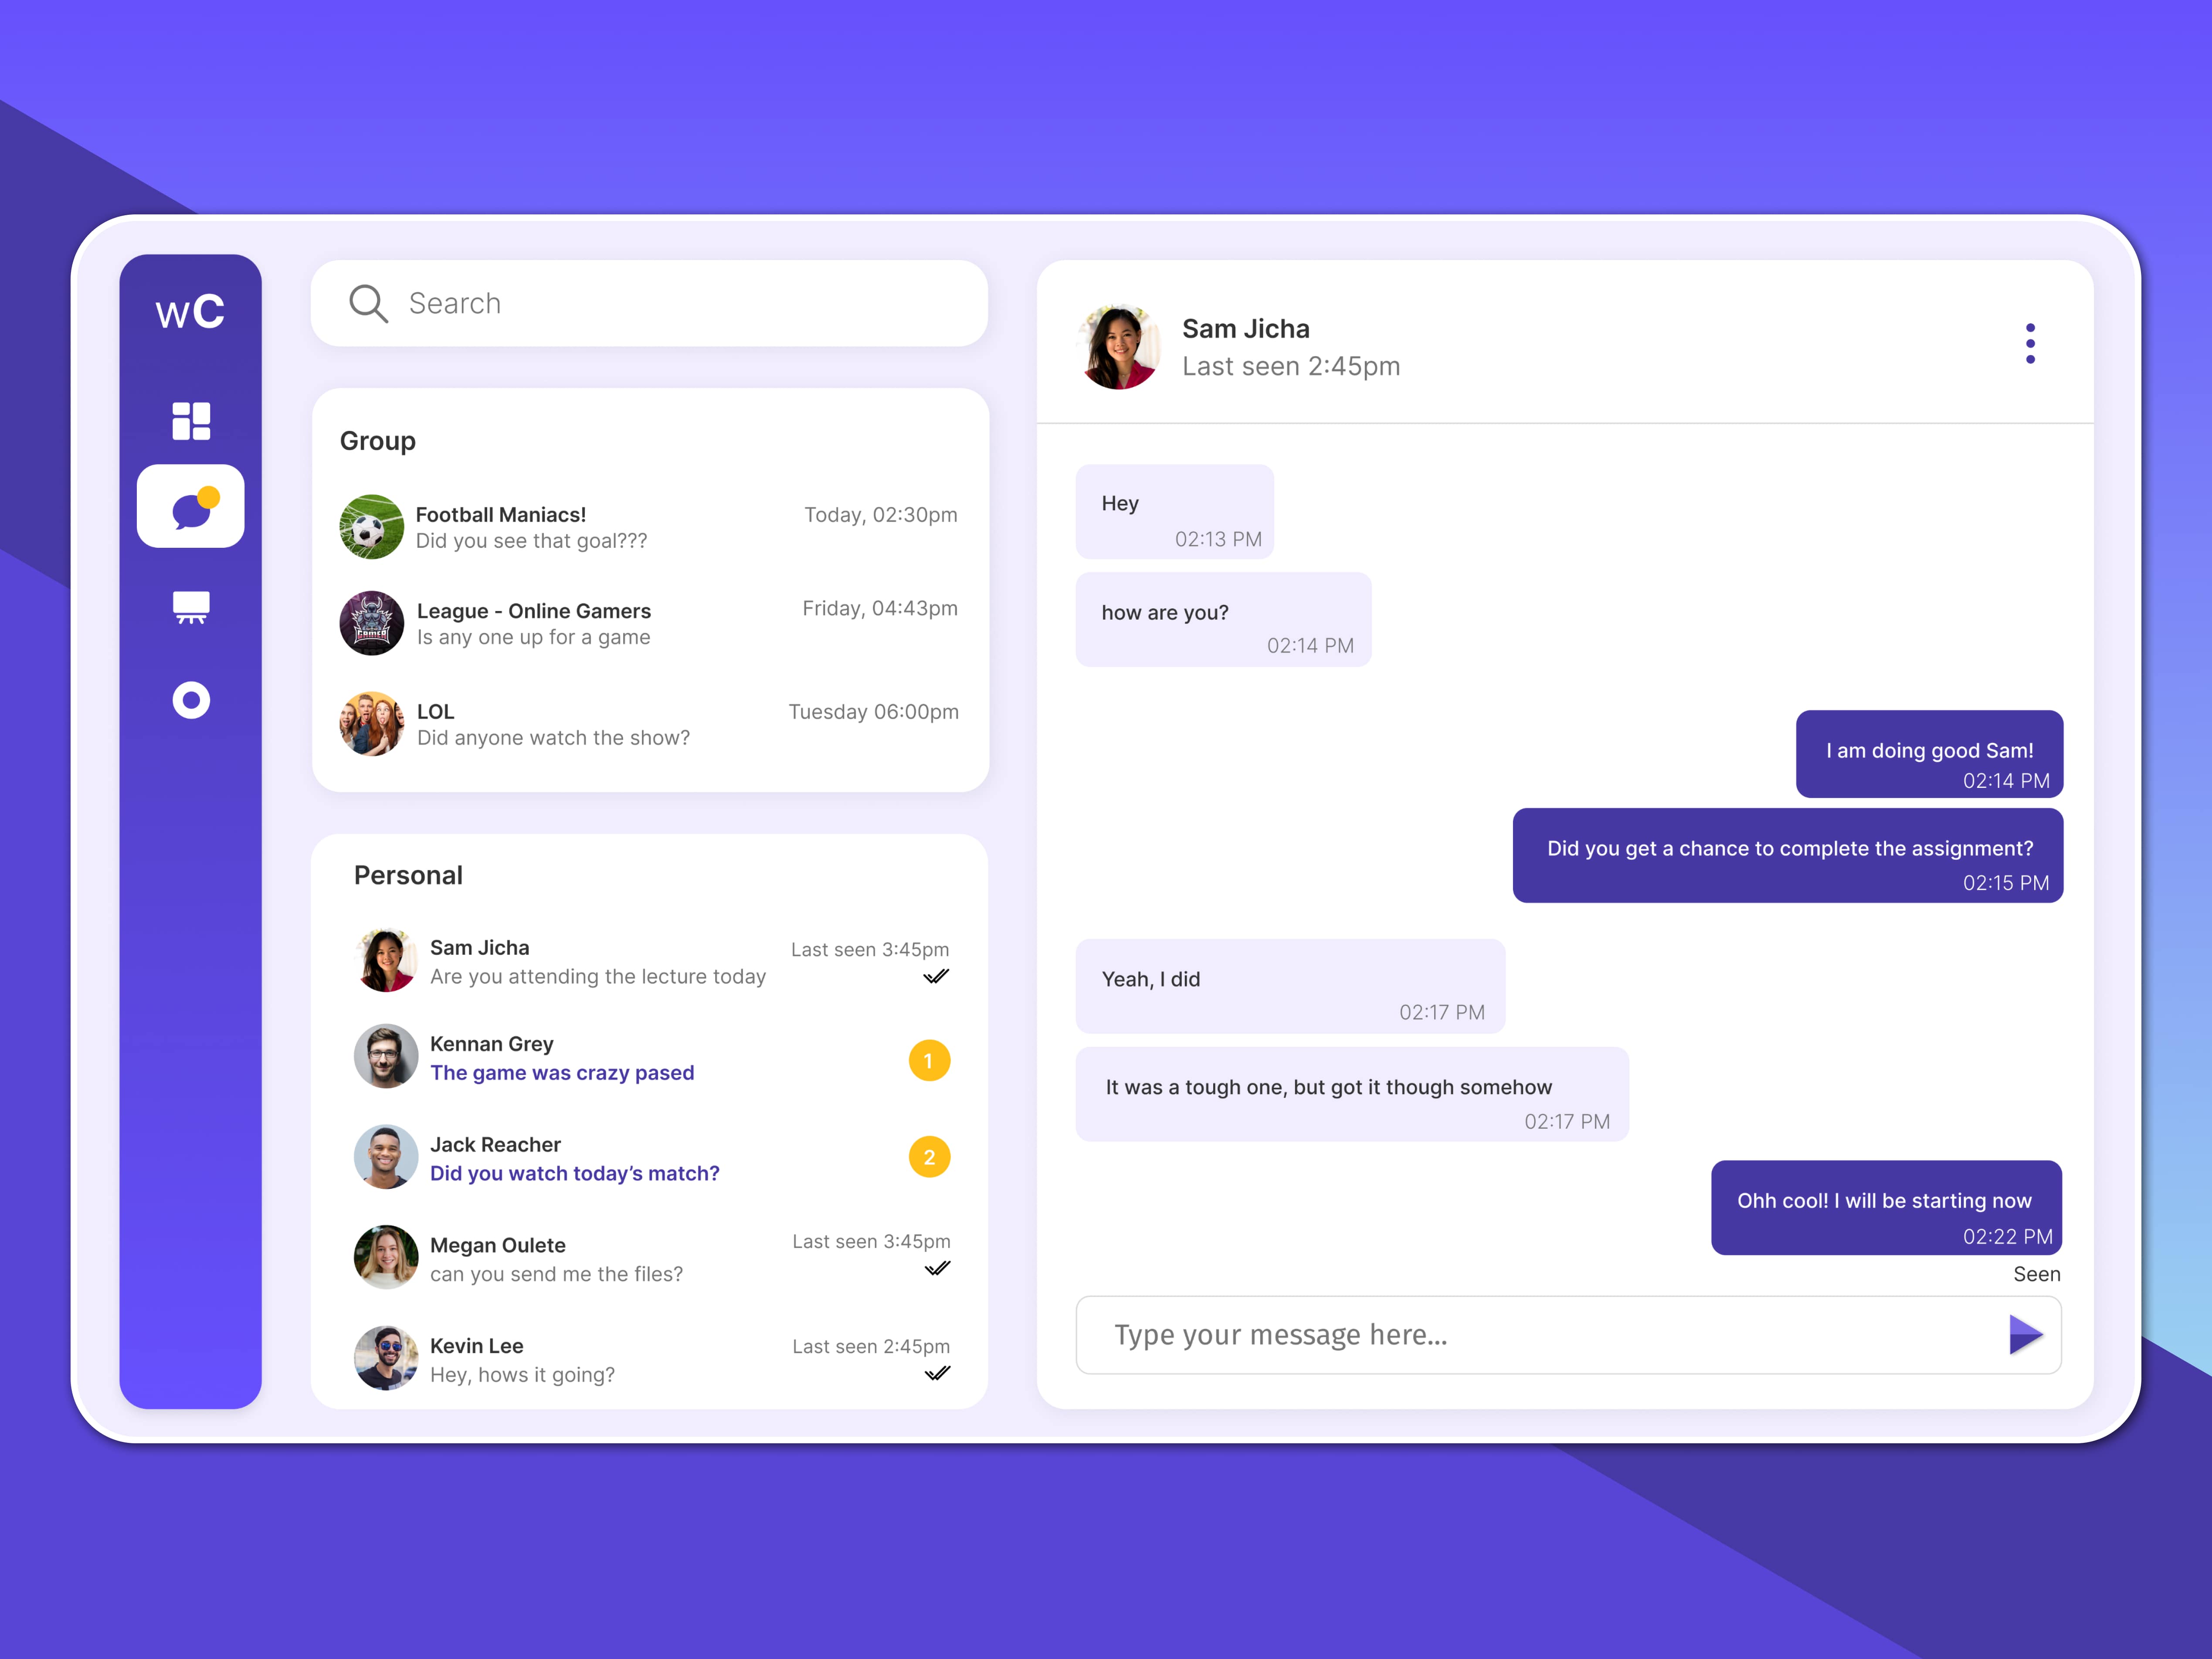 wC
Search
Group
Football Maniacs!
Today, 02:30pm
Did you see that goal???
League - Online Gamers
Friday, 04:43pm
Is any one up for a game
GAMER
LOL
Tuesday 06:00pm
Did anyone watch the show?
Personal
Sam Jicha
Last seen 3:45pm
Are you attending the lecture today
Kennan Grey
The game was crazy pased
1
Jack Reacher
Did you watch today's match?
2
Megan Oulete
Last seen 3:45pm
can you send me the files?
Kevin Lee
Last seen 2:45pm
Hey, hows it going?
Sam Jicha
Last seen 2:45pm
Hey
02:13 PM
how are you?
02:14 PM
I am doing good Sam!
02:14 PM
Did you get a chance to complete the assignment?
02:15 PM
Yeah, I did
02:17 PM
It was a tough one, but got it though somehow
02:17 PM
Ohh cool! I will be starting now
02:22 PM
Seen
Type your message here...